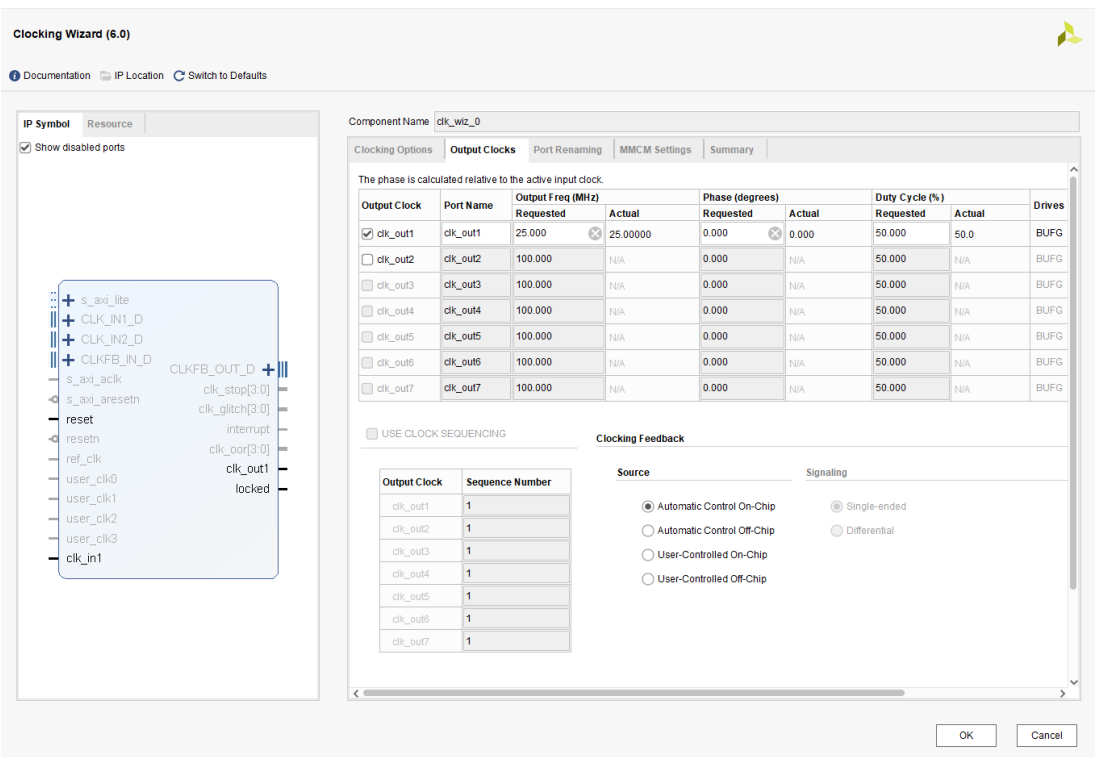 Clocking Wizard (6.0)
Documentation IP Location Switch to Defaults
IP Symbol Resource
Show disabled ports
s_axi_lite
CLK_IN1_D
CLK_IN2_D
CLKFB_IN_D
s_axi_aclk
s_axi_aresetn
reset
resetn
ref_clk
user_clk0
user_clk1
user_clk2
user_clk3
clk_in1
CLKFB_OUT_D
clk_stop[3:0]
clk_glitch[3:0]
interrupt
clk_oor[3:0]
clk_out1
locked
Component Name clk_wiz_0
Clocking Options Output Clocks Port Renaming MMCM Settings Summary
The phase is calculated relative to the active input clock.
Output Clock Port Name Output Freq (MHz) Phase (degrees) Duty Cycle (%) Drives
Requested Actual Requested Actual Requested Actual
clk_out1 clk_out1 25.000 25.00000 0.000 0.000 50.000 50.0 BUFG
clk_out2 clk_out2 100.000 N/A 0.000 N/A 50.000 N/A BUFG
clk_out3 clk_out3 100.000 N/A 0.000 N/A 50.000 N/A BUFG
clk_out4 clk_out4 100.000 N/A 0.000 N/A 50.000 N/A BUFG
clk_out5 clk_out5 100.000 N/A 0.000 N/A 50.000 N/A BUFG
clk_out6 clk_out6 100.000 N/A 0.000 N/A 50.000 N/A BUFG
clk_out7 clk_out7 100.000 N/A 0.000 N/A 50.000 N/A BUFG
USE CLOCK SEQUENCING
Output Clock Sequence Number
clk_out1 1
clk_out2 1
clk_out3 1
clk_out4 1
clk_out5 1
clk_out6 1
clk_out7 1
Clocking Feedback
Source Signaling
Automatic Control On-Chip Single-ended
Automatic Control Off-Chip Differential
User-Controlled On-Chip
User-Controlled Off-Chip
OK Cancel